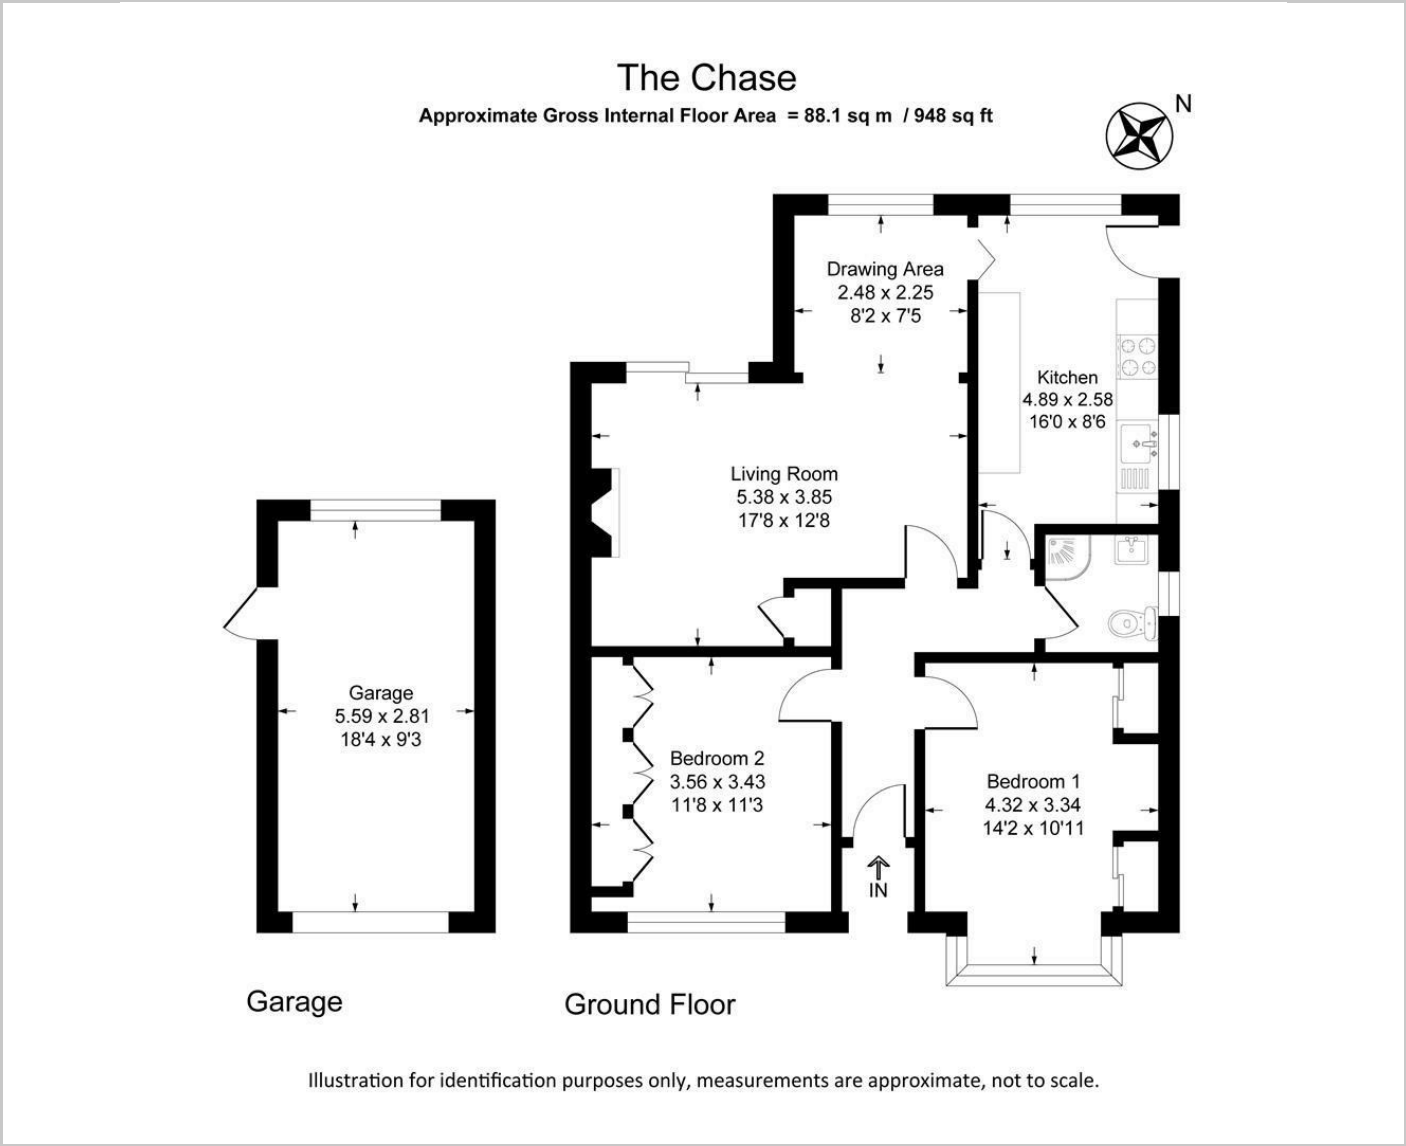 The Chase
Approximate Gross Internal Floor Area = 88.1 sq m / 948 sq ft
N
Drawing Area
2.48 x 2.25
8'2 x 7'5
Kitchen
4.89 x 2.58
16'0 x 8'6
Living Room
5.38 x 3.85
17'8 x 12'8
Garage
5.59 x 2.81
18'4 x 9'3
Bedroom 2
3.56 x 3.43
11'8 x 11'3
Bedroom 1
4.32 x 3.34
14'2 x 10'11
IN
Garage
Ground Floor
Illustration for identification purposes only, measurements are approximate, not to scale.